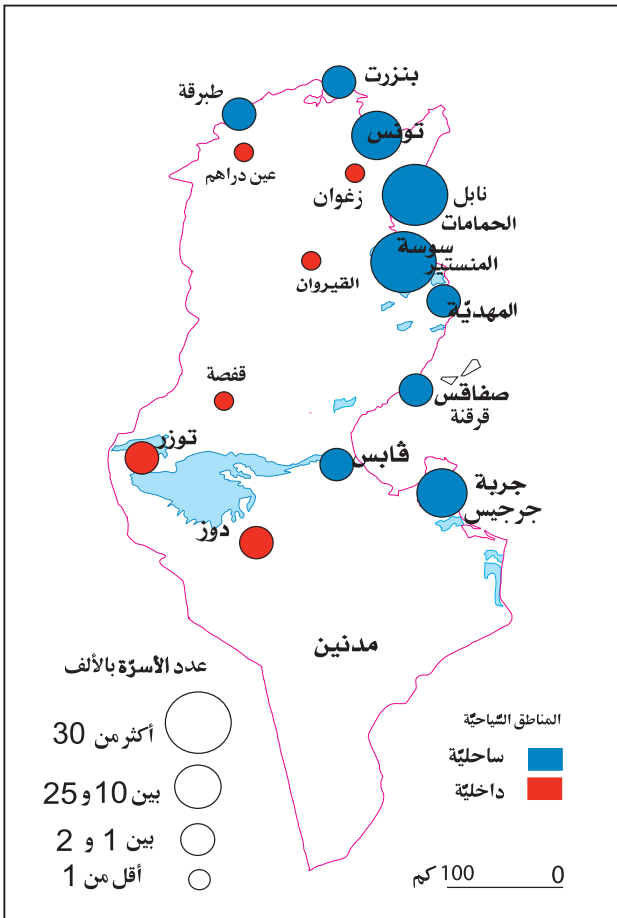 بنزرت
طبرقة
تونس
عين دراهم
زغوان
نابل
الحمامات
سوسة
المنستير
القيروان
المهديّة
قفصة
صفاقس
قرقنة
توزر
ڤابس
جربة
جرجيس
دوز
مدنين
عدد الأسرّة بالألف
أكثر من 30
بين 10 و 25
بين 1 و 2
أقل من 1
المناطق السّياحيّة
ساحليّة
داخليّة
0 100 كم